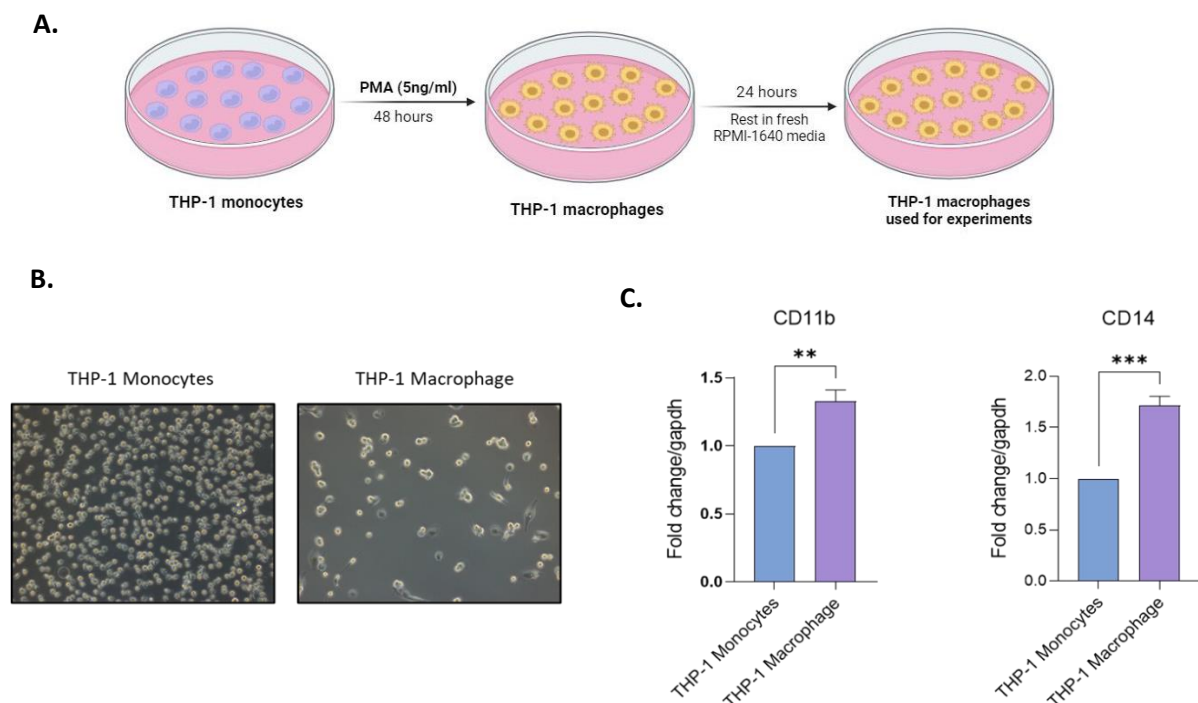 A.
PMA (5ng/ml)
48 hours
24 hours
Rest in fresh
RPMI-1640 media
THP-1 monocytes
THP-1 macrophages
THP-1 macrophages
used for experiments
B.
THP-1 Monocytes
THP-1 Macrophage
C.
CD11b
**
Fold change/gapdh
1.5
1.0
0.5
0.0
THP-1 Monocytes
THP-1 Macrophage
CD14
***
Fold change/gapdh
2.0
1.5
1.0
0.5
0.0
THP-1 Monocytes
THP-1 Macrophage